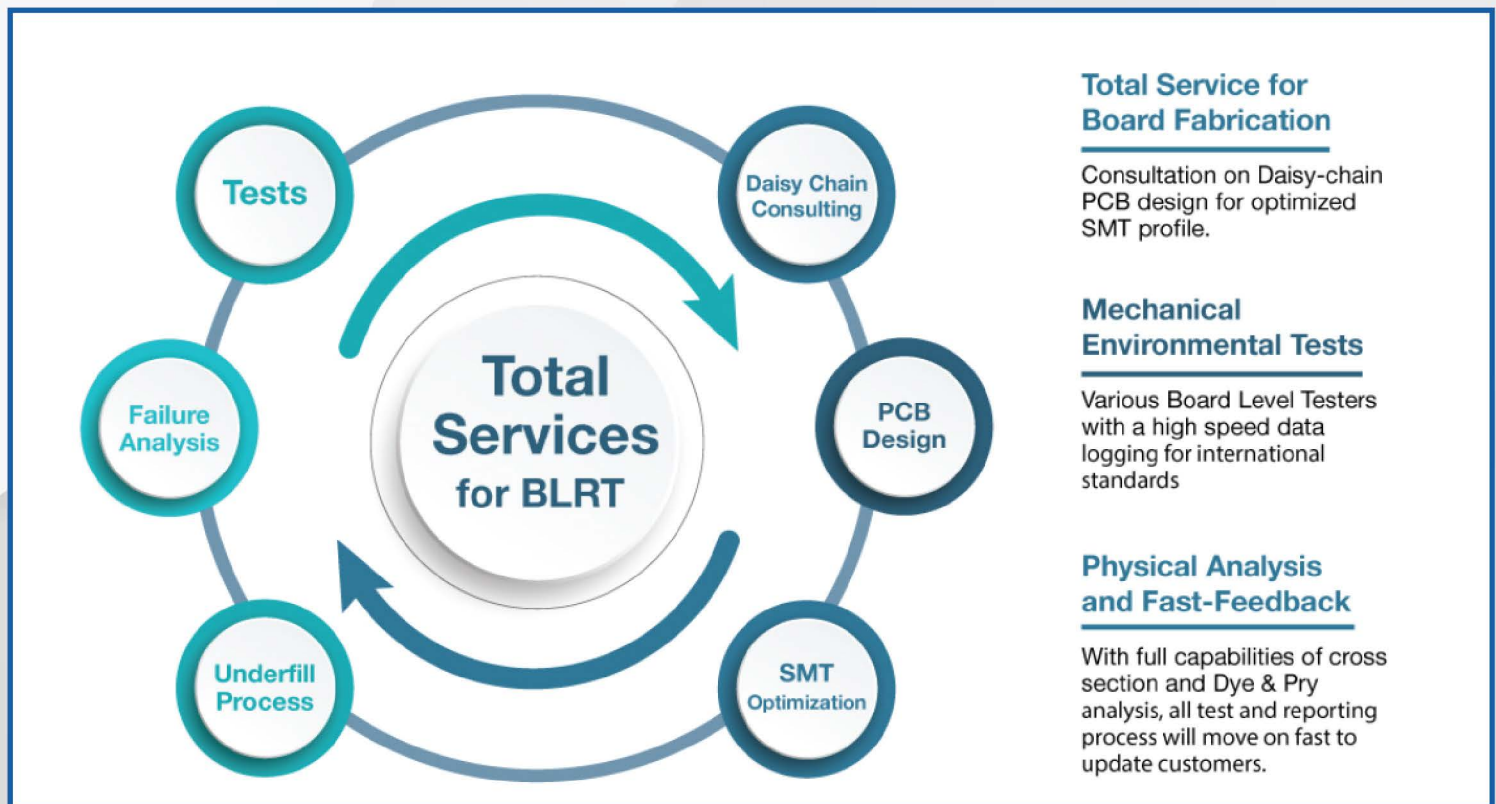 Tests
Daisy Chain
Consulting
Failure
Analysis
Total
Services
for BLRT
PCB
Design
Underfill
Process
SMT
Optimization
Total Service for
Board Fabrication
Consultation on Daisy-chain
PCB design for optimized
SMT profile.
Mechanical
Environmental Tests
Various Board Level Testers
with a high speed data
logging for international
standards
Physical Analysis
and Fast-Feedback
With full capabilities of cross
section and Dye & Pry
analysis, all test and reporting
process will move on fast to
update customers.